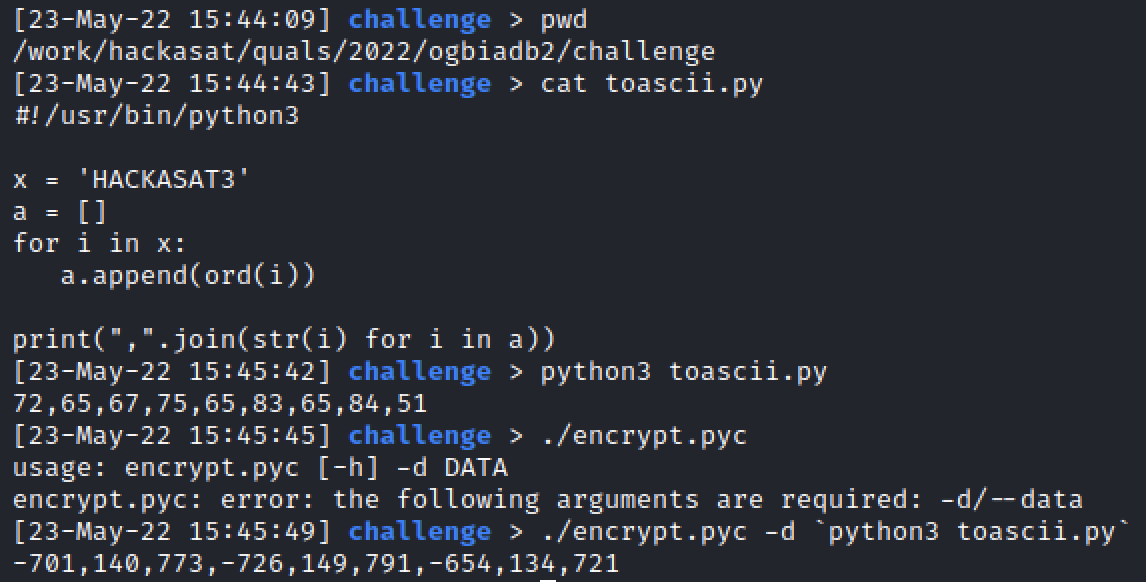 [23-May-22 15:44:09] challenge > pwd
/work/hackasat/quals/2022/ogbiadb2/challenge
[23-May-22 15:44:43] challenge > cat toascii.py
#!/usr/bin/python3

x = 'HACKASAT3'
a = []
for i in x:
   a.append(ord(i))

print(",".join(str(i) for i in a))
[23-May-22 15:45:42] challenge > python3 toascii.py
72,65,67,75,65,83,65,84,51
[23-May-22 15:45:45] challenge > ./encrypt.pyc
usage: encrypt.pyc [-h] -d DATA
encrypt.pyc: error: the following arguments are required: -d/--data
[23-May-22 15:45:49] challenge > ./encrypt.pyc -d `python3 toascii.py`
-701,140,773,-726,149,791,-654,134,721